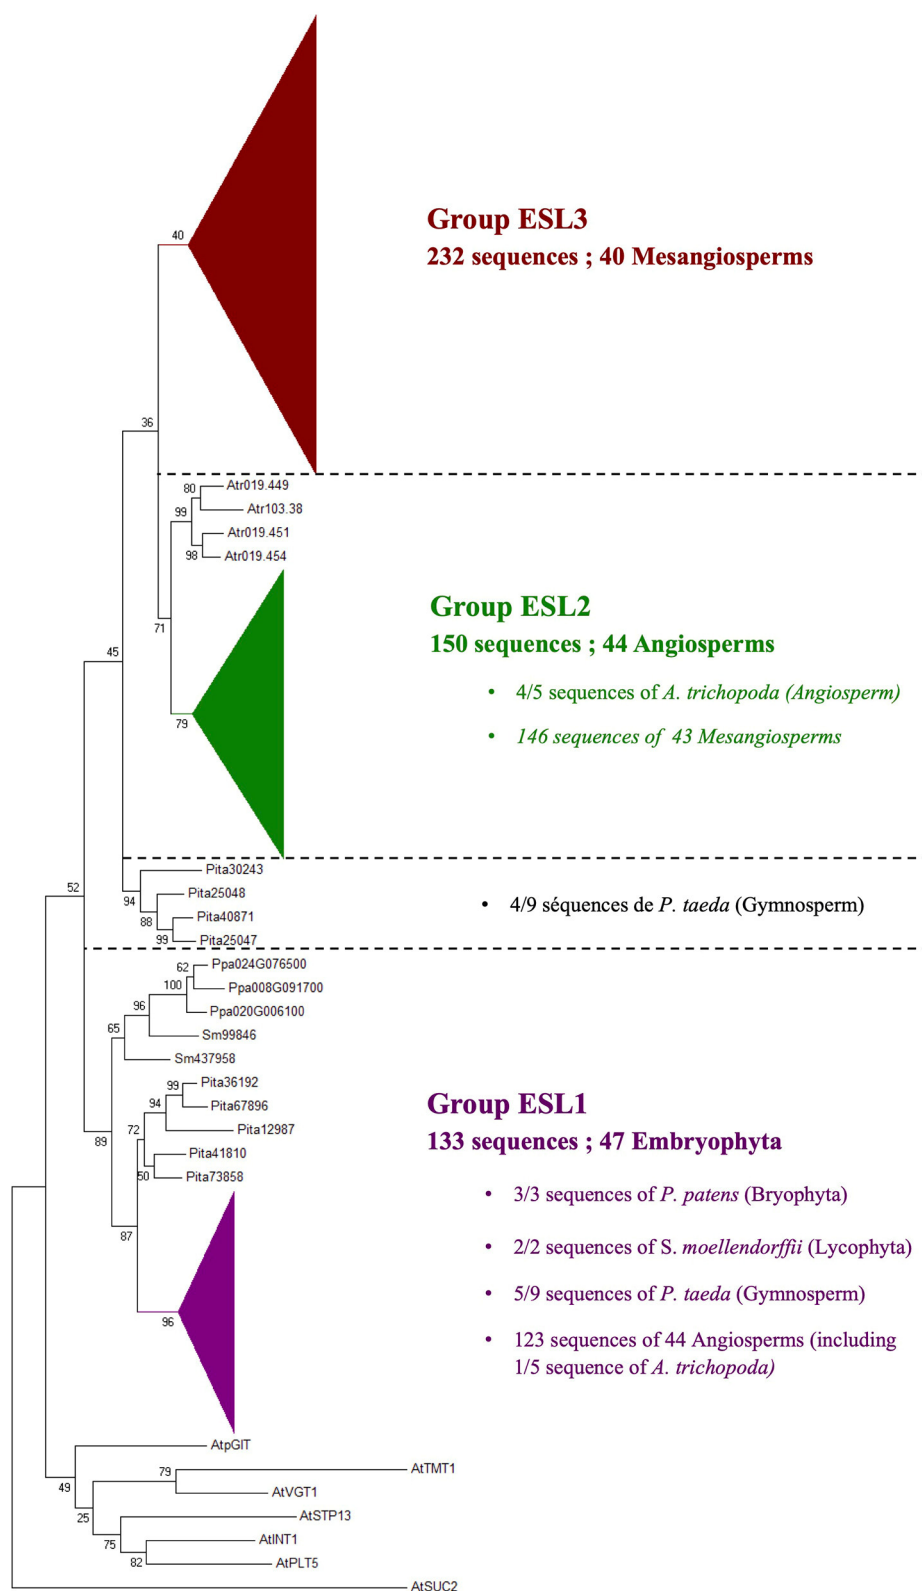 40
Group ESL3
232 sequences ; 40 Mesangiosperms
36
Atr019.449
80
Atr103.38
99
Atr019.451
98
Atr019.454
Group ESL2
150 sequences ; 44 Angiosperms
71
• 4/5 sequences of A. trichopoda (Angiosperm)
• 146 sequences of 43 Mesangiosperms
79
45
Pita30243
94
Pita25048
88
Pita40871
99
Pita25047
• 4/9 séquences de P. taeda (Gymnosperm)
52
62
Ppa024G076500
100
Ppa008G091700
96
Ppa020G006100
65
Sm99846
Sm437958
99
Pita36192
94
Pita67896
72
Pita12987
89
Pita41810
50
Pita73858
Group ESL1
133 sequences ; 47 Embryophyta
• 3/3 sequences of P. patens (Bryophyta)
87
• 2/2 sequences of S. moellendorffii (Lycophyta)
• 5/9 sequences of P. taeda (Gymnosperm)
96
• 123 sequences of 44 Angiosperms (including
1/5 sequence of A. trichopoda)
AtpGlT
49
79
AtTMT1
AtVGT1
25
AtSTP13
75
AtINT1
82
AtPLT5
AtSUC2